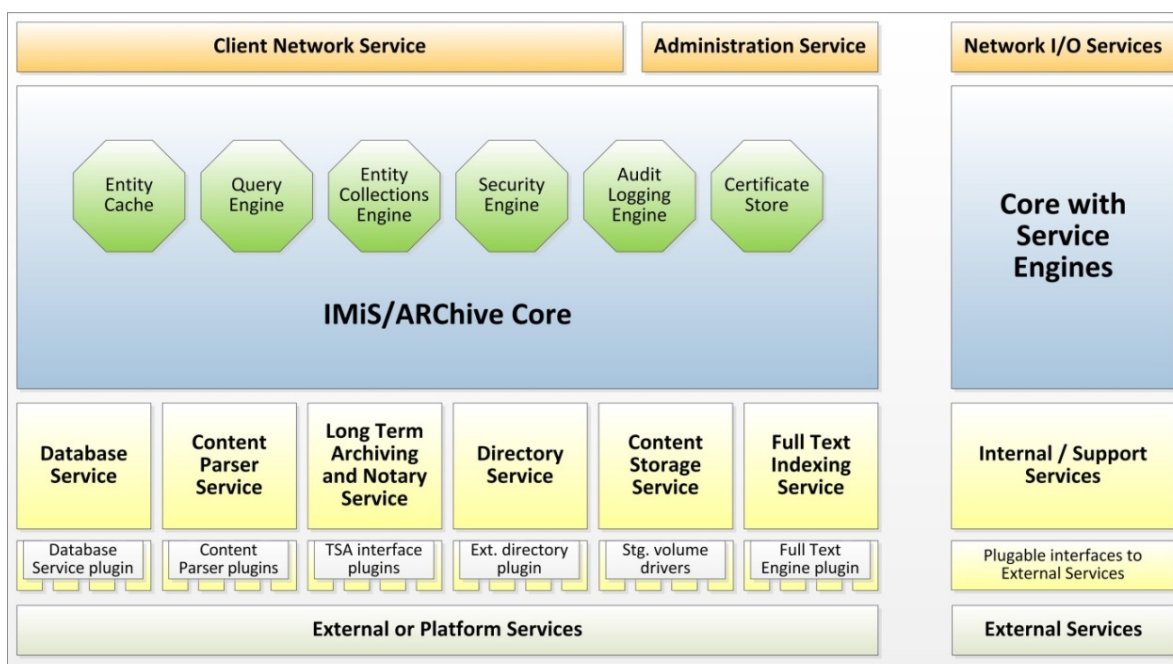 Client Network Service
Administration Service
Network I/O Services
Entity
Cache
Query
Engine
Entity
Collections
Engine
Security
Engine
Audit
Logging
Engine
Certificate
Store
IMiS/ARChive Core
Core with
Service
Engines
Database
Service
Content
Parser
Service
Long Term
Archiving
and Notary
Service
Directory
Service
Content
Storage
Service
Full Text
Indexing
Service
Internal / Support
Services
Database
Service plugin
Content
Parser plugins
TSA interface
plugins
Ext. directory
plugin
Stg. volume
drivers
Full Text
Engine plugin
Plugable interfaces to
External Services
External or Platform Services
External Services